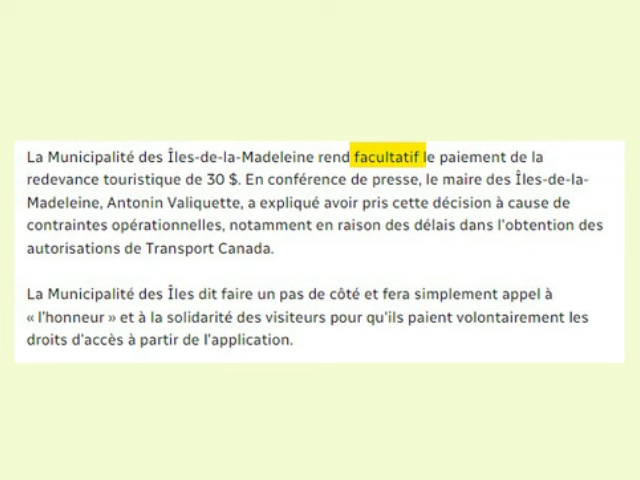 La Municipalité des Îles-de-la-Madeleine rend facultatif le paiement de la
redevance touristique de 30 $. En conférence de presse, le maire des Îles-de-la-
Madeleine, Antonin Valiquette, a expliqué avoir pris cette décision à cause de
contraintes opérationnelles, notamment en raison des délais dans l'obtention des
autorisations de Transport Canada.
La Municipalité des Îles dit faire un pas de côté et fera simplement appel à
« l'honneur » et à la solidarité des visiteurs pour qu'ils paient volontairement les
droits d'accès à partir de l'application.